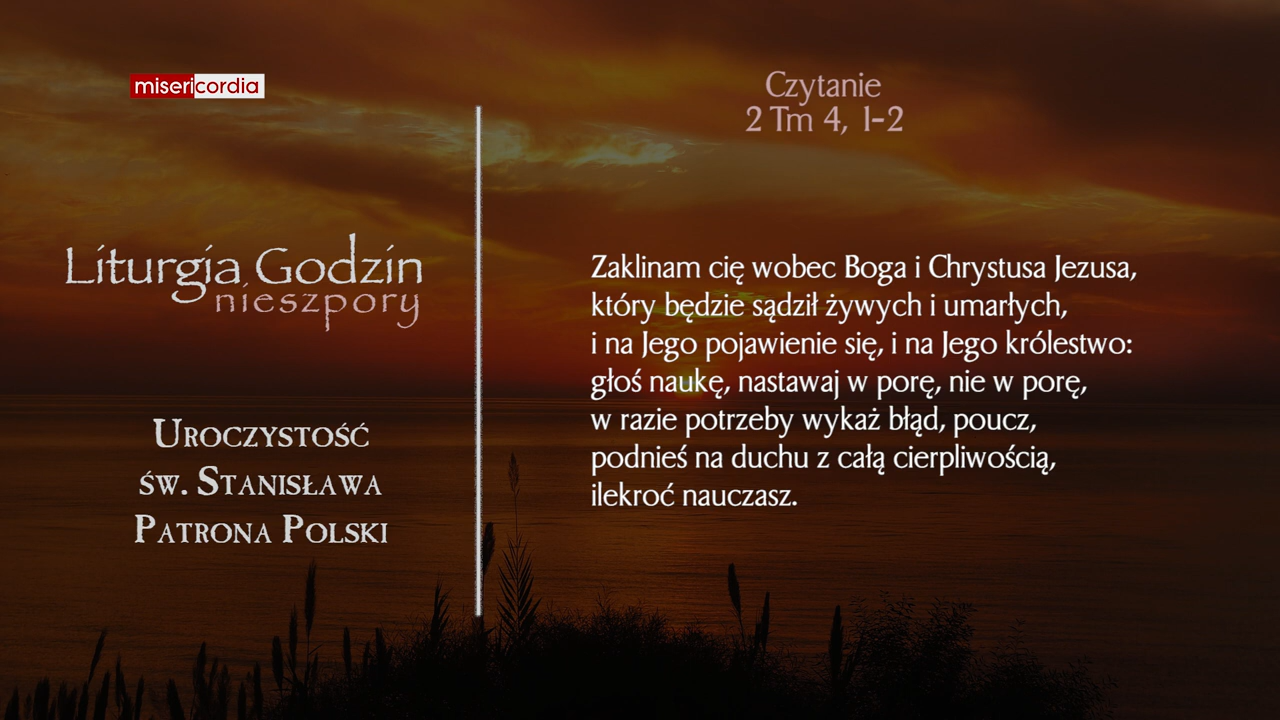 misericordia
Liturgia Godzin
nieszpory
Uroczystość
św. Stanisława
Patrona Polski
Czytanie
2 Tm 4, 1-2
Zaklinam cię wobec Boga i Chrystusa Jezusa,
który będzie sądził żywych i umarłych,
i na Jego pojawienie się, i na Jego królestwo:
głoś naukę, nastawaj w porę, nie w porę,
w razie potrzeby wykaż błąd, poucz,
podnieś na duchu z całą cierpliwością,
ilekroć nauczasz.